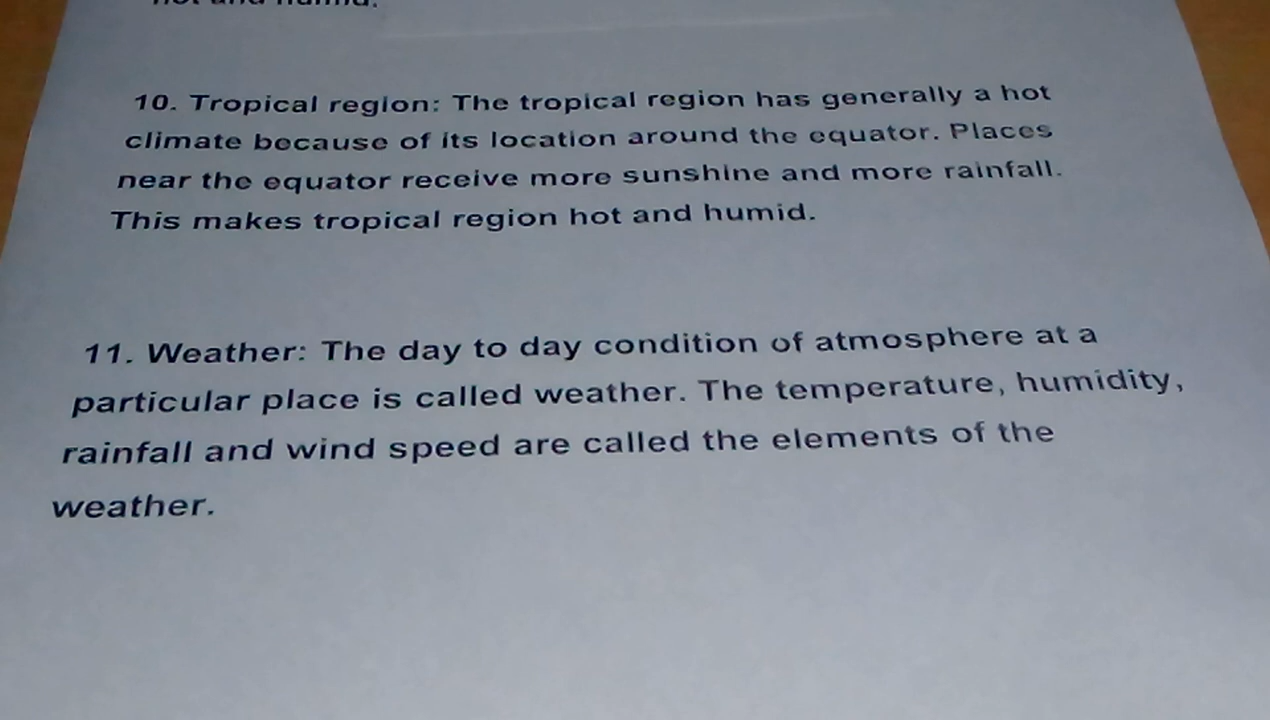 hot and humid.
10. Tropical region: The tropical region has generally a hot
climate because of its location around the equator. Places
near the equator receive more sunshine and more rainfall.
This makes tropical region hot and humid.
11. Weather: The day to day condition of atmosphere at a
particular place is called weather. The temperature, humidity,
rainfall and wind speed are called the elements of the
weather.